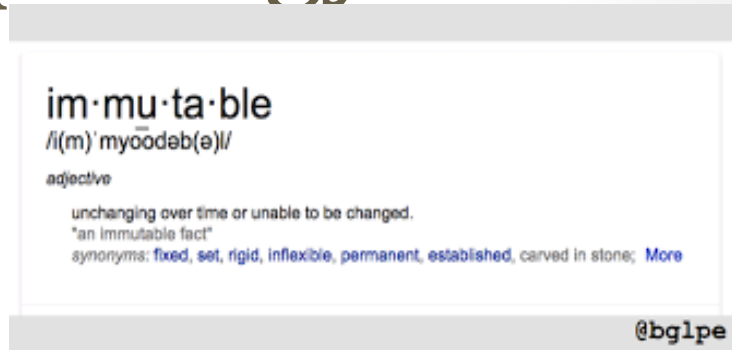 im·mu·ta·ble
/i(m)ˈmyo͞odəb(ə)l/
adjective
unchanging over time or unable to be changed.
"an immutable fact"
synonyms: fixed, set, rigid, inflexible, permanent, established, carved in stone; More
@bglpe